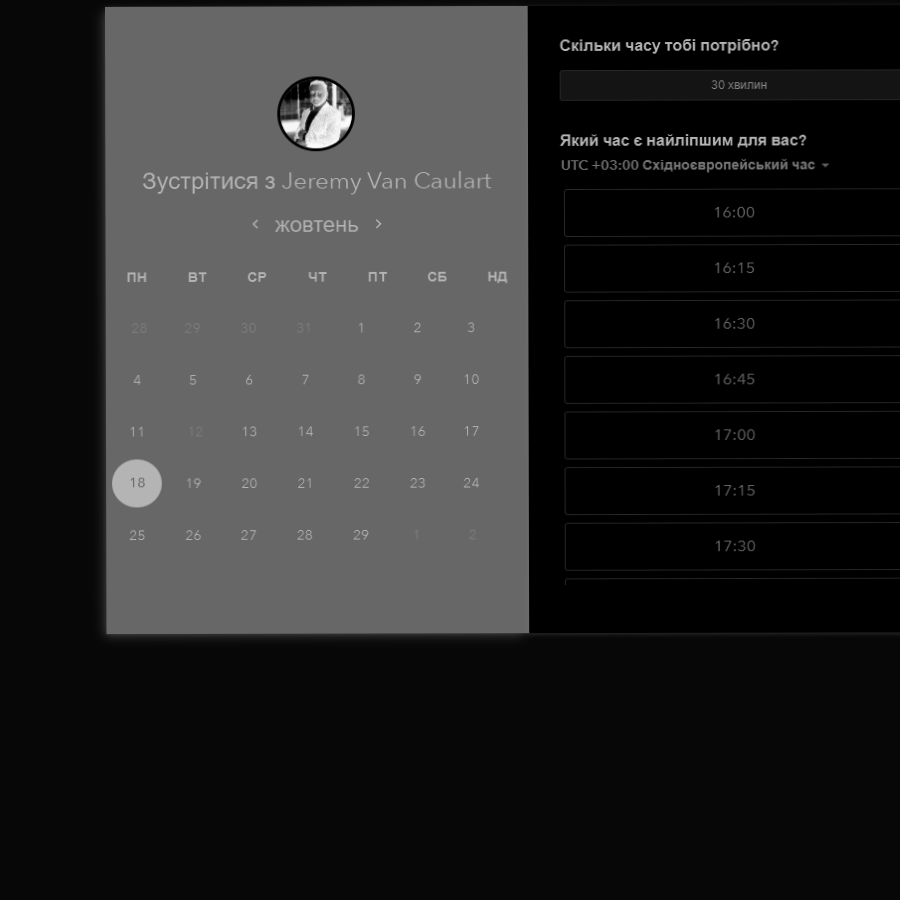 Зустрітися з Jeremy Van Caulart
жовтень
ПН ВТ СР ЧТ ПТ СБ НД
28 29 30 31 1 2 3
4 5 6 7 8 9 10
11 12 13 14 15 16 17
18 19 20 21 22 23 24
25 26 27 28 29 1 2
Скільки часу тобі потрібно?
30 хвилин
Який час є найліпшим для вас?
UTC +03:00 Східноєвропейський час
16:00
16:15
16:30
16:45
17:00
17:15
17:30